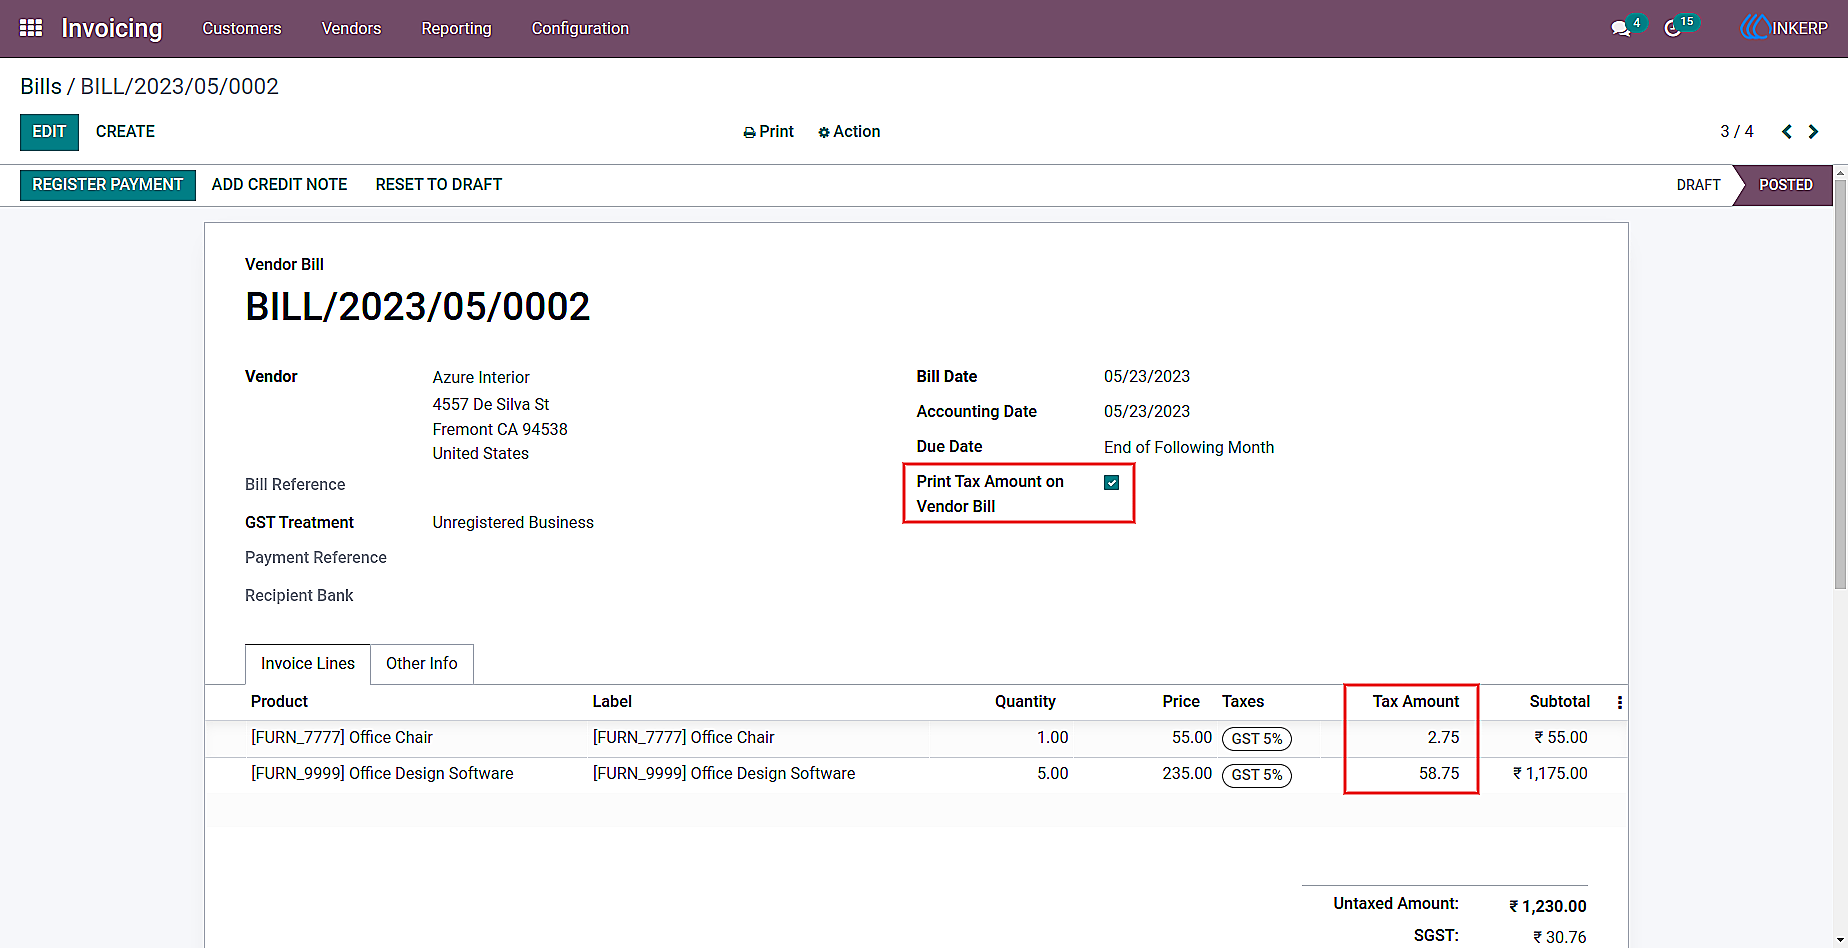 Invoicing Customers Vendors Reporting Configuration 4 15 INKERP
Bills / BILL/2023/05/0002
EDIT CREATE Print Action 3 / 4
REGISTER PAYMENT ADD CREDIT NOTE RESET TO DRAFT DRAFT POSTED
Vendor Bill
BILL/2023/05/0002
Vendor Azure Interior Bill Date 05/23/2023
4557 De Silva St
Fremont CA 94538 Accounting Date 05/23/2023
United States Due Date End of Following Month
Bill Reference Print Tax Amount on
Vendor Bill
GST Treatment Unregistered Business
Payment Reference
Recipient Bank
Invoice Lines Other Info
Product Label Quantity Price Taxes Tax Amount Subtotal
[FURN_7777] Office Chair [FURN_7777] Office Chair 1.00 55.00 GST 5% 2.75 ₹ 55.00
[FURN_9999] Office Design Software [FURN_9999] Office Design Software 5.00 235.00 GST 5% 58.75 ₹ 1,175.00
Untaxed Amount: ₹ 1,230.00
SGST: ₹ 30.76